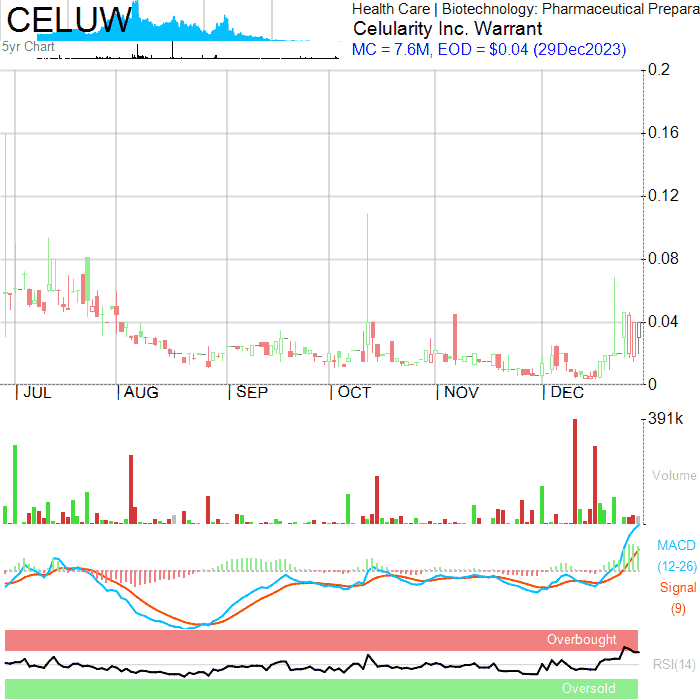 CELUW
5yr Chart
Health Care | Biotechnology: Pharmaceutical Prepara
Celularity Inc. Warrant
MC = 7.6M, EOD = $0.04 (29Dec2023)
0.2
0.16
0.12
0.08
0.04
0
JUL
AUG
SEP
OCT
NOV
DEC
391k
Volume
MACD
(12-26)
Signal
(9)
Overbought
RSI(14)
Oversold